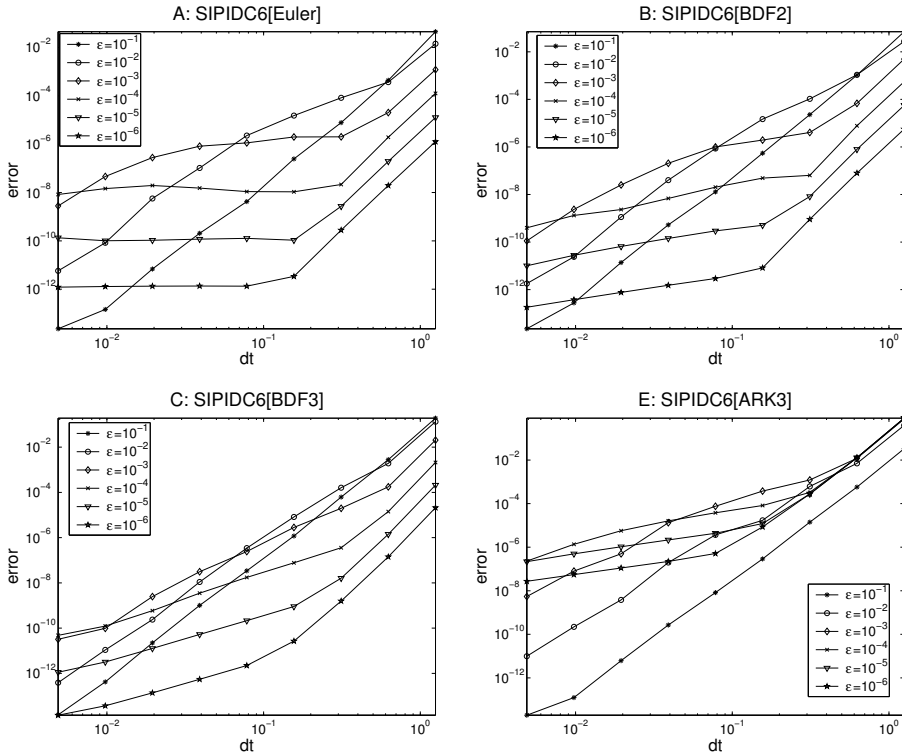 A: SIPIDC6[Euler]
10⁻²
10⁻⁴
10⁻⁶
10⁻⁸
10⁻¹⁰
10⁻¹²
error
ε=10⁻¹
ε=10⁻²
ε=10⁻³
ε=10⁻⁴
ε=10⁻⁵
ε=10⁻⁶
10⁻²
10⁻¹
10⁰
dt
B: SIPIDC6[BDF2]
10⁻²
10⁻⁴
10⁻⁶
10⁻⁸
10⁻¹⁰
10⁻¹²
error
ε=10⁻¹
ε=10⁻²
ε=10⁻³
ε=10⁻⁴
ε=10⁻⁵
ε=10⁻⁶
10⁻²
10⁻¹
10⁰
dt
C: SIPIDC6[BDF3]
10⁻²
10⁻⁴
10⁻⁶
10⁻⁸
10⁻¹⁰
10⁻¹²
error
ε=10⁻¹
ε=10⁻²
ε=10⁻³
ε=10⁻⁴
ε=10⁻⁵
ε=10⁻⁶
10⁻²
10⁻¹
10⁰
dt
E: SIPIDC6[ARK3]
10⁻²
10⁻⁴
10⁻⁶
10⁻⁸
10⁻¹⁰
10⁻¹²
error
ε=10⁻¹
ε=10⁻²
ε=10⁻³
ε=10⁻⁴
ε=10⁻⁵
ε=10⁻⁶
10⁻²
10⁻¹
10⁰
dt